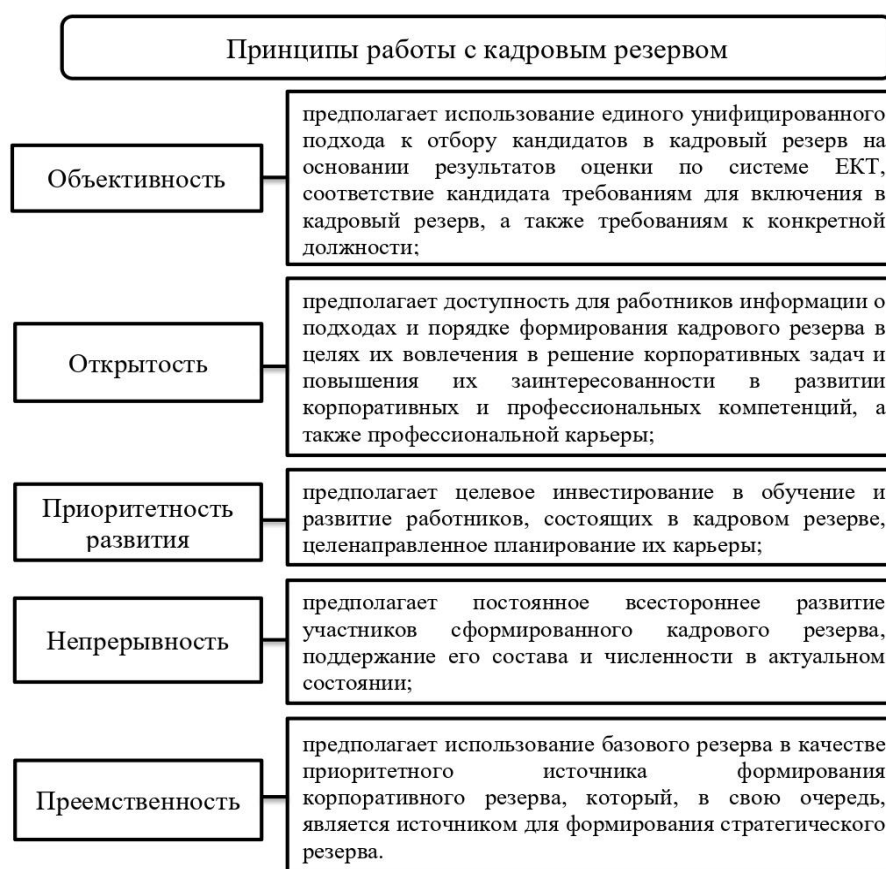 Принципы работы с кадровым резервом
Объективность
предполагает использование единого унифицированного
подхода к отбору кандидатов в кадровый резерв на
основании результатов оценки по системе ЕКТ,
соответствие кандидата требованиям для включения в
кадровый резерв, а также требованиям к конкретной
должности;
Открытость
предполагает доступность для работников информации о
подходах и порядке формирования кадрового резерва в
целях их вовлечения в решение корпоративных задач и
повышения их заинтересованности в развитии
корпоративных и профессиональных компетенций, а
также профессиональной карьеры;
Приоритетность
развития
предполагает целевое инвестирование в обучение и
развитие работников, состоящих в кадровом резерве,
целенаправленное планирование их карьеры;
Непрерывность
предполагает постоянное всестороннее развитие
участников сформированного кадрового резерва,
поддержание его состава и численности в актуальном
состоянии;
Преемственность
предполагает использование базового резерва в качестве
приоритетного источника формирования
корпоративного резерва, который, в свою очередь,
является источником для формирования стратегического
резерва.